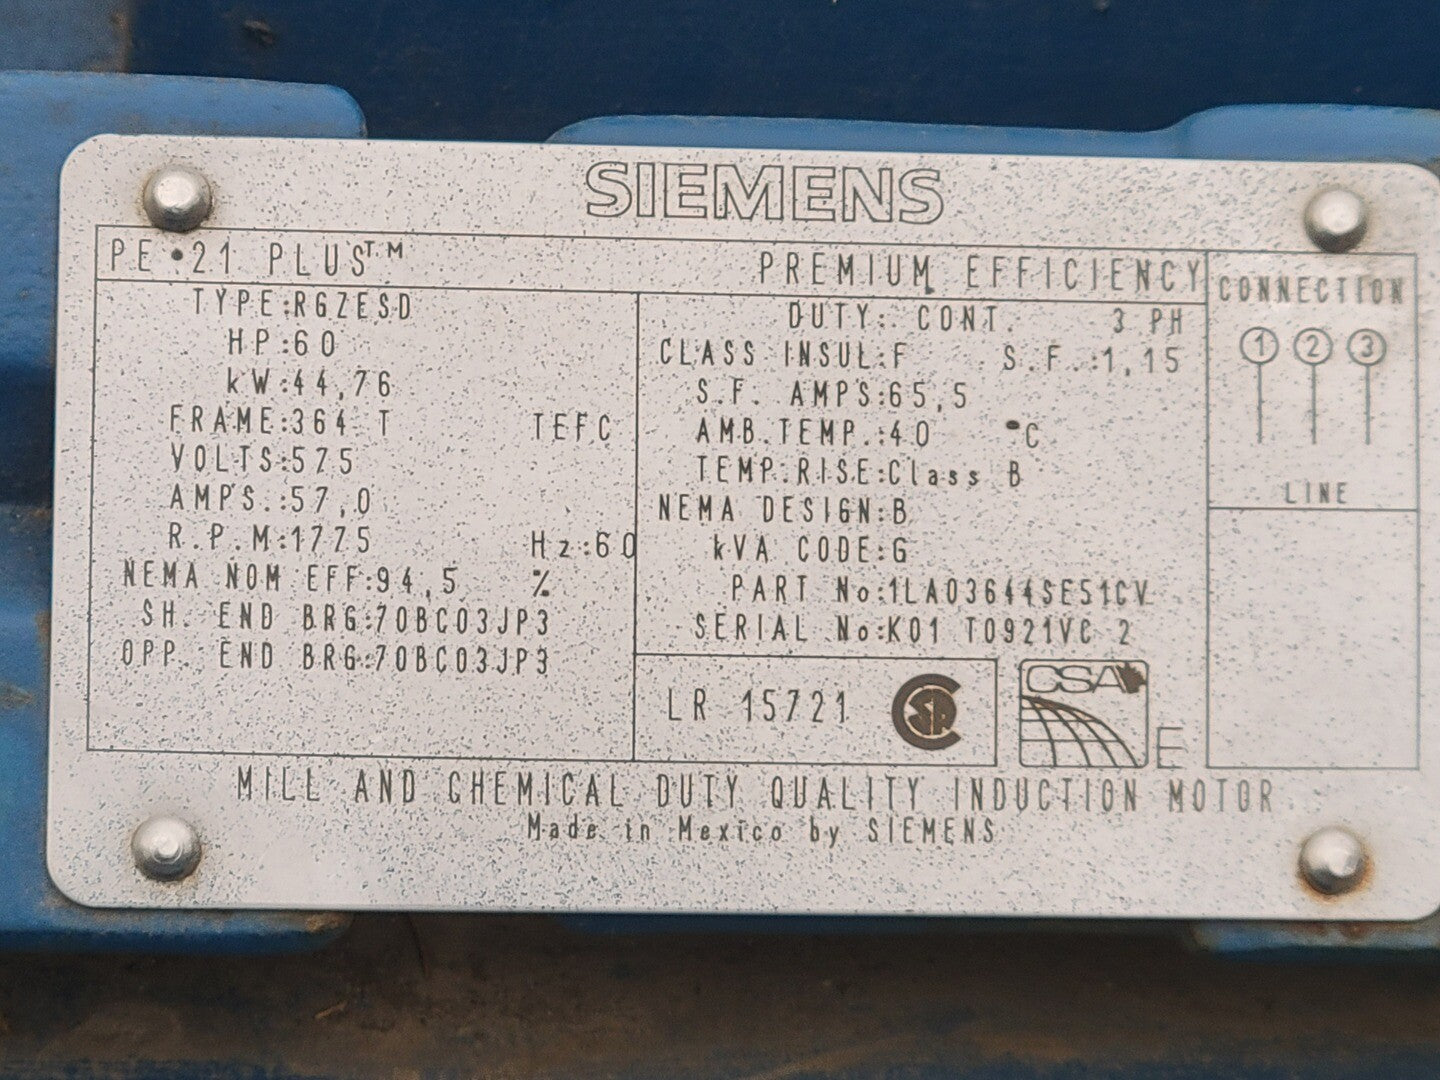 SIEMENS
PE•21 PLUS™ PREMIUM EFFICIENCY
TYPE:RGZESD
HP:60
kW:44,76
FRAME:364 T TEFC
VOLTS:575
AMPS.:57,0
R.P.M:1775 Hz:60
NEMA NOM EFF:94,5 %
SH. END BRG:70BC03JP3
OPP. END BRG:70BC03JP3
DUTY: CONT. 3 PH
CLASS INSUL:F S.F.:1,15
S.F. AMPS:65,5
AMB.TEMP.:40 °C
TEMP.RISE:Class B
NEMA DESIGN:B
kVA CODE:G
PART No:1LA03644SE51CV
SERIAL No:K01 T0921VC 2
LR 15721
CSA
E
CONNECTION
1 2 3
LINE
MILL AND CHEMICAL DUTY QUALITY INDUCTION MOTOR
Made in Mexico by SIEMENS